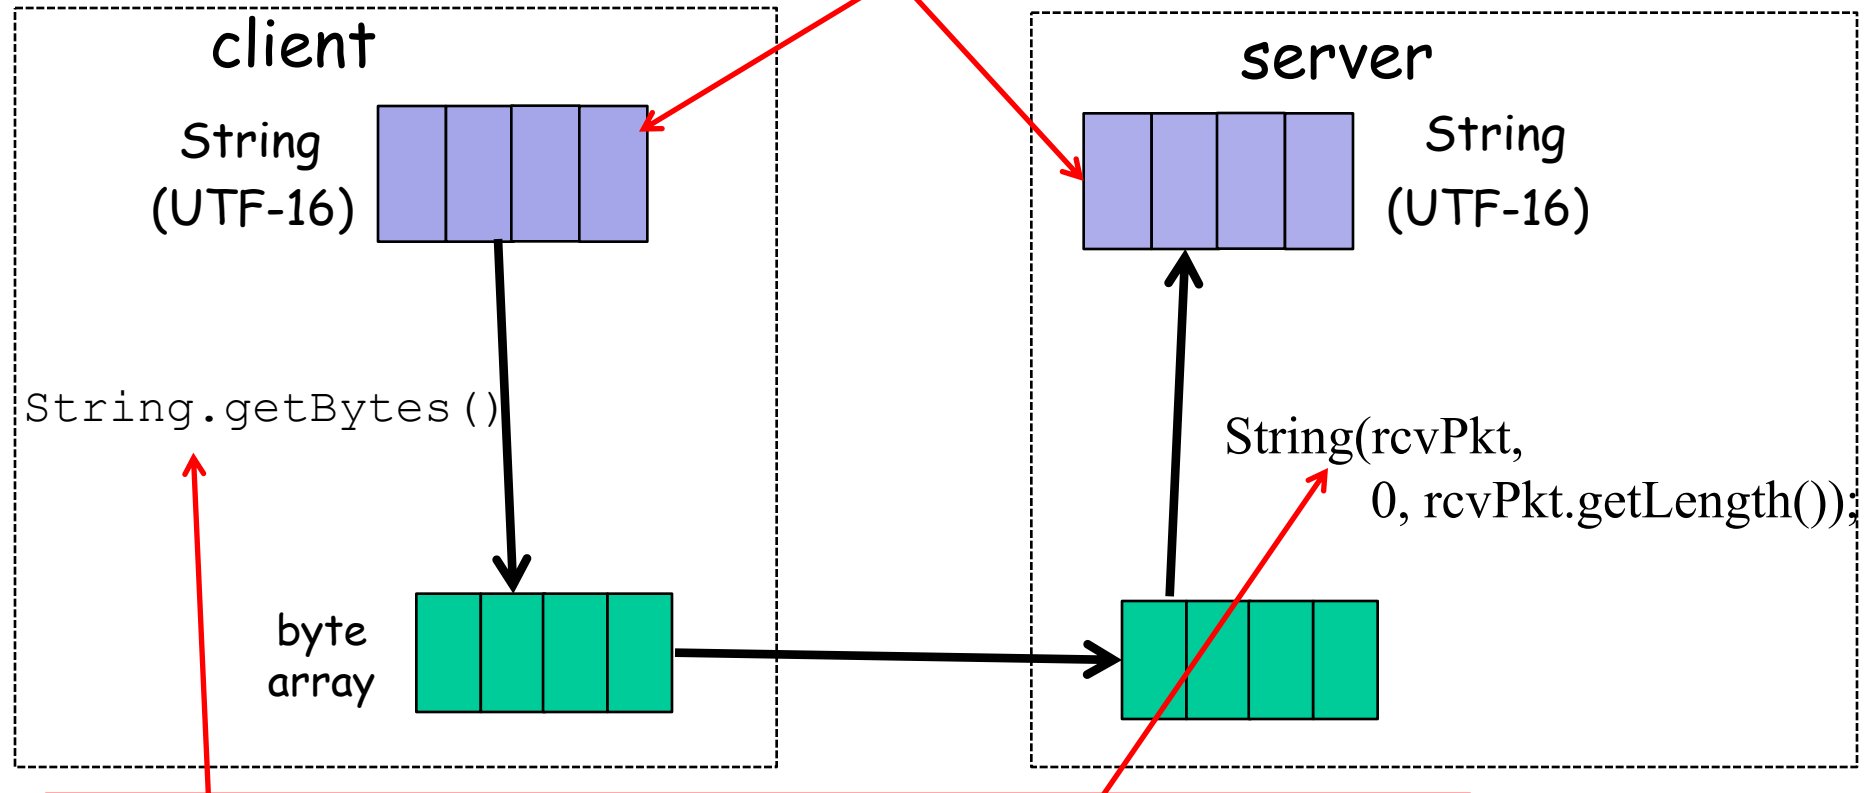 client
String
(UTF-16)
String.getBytes()
byte
array
server
String
(UTF-16)
String(rcvPkt,
0, rcvPkt.getLength());